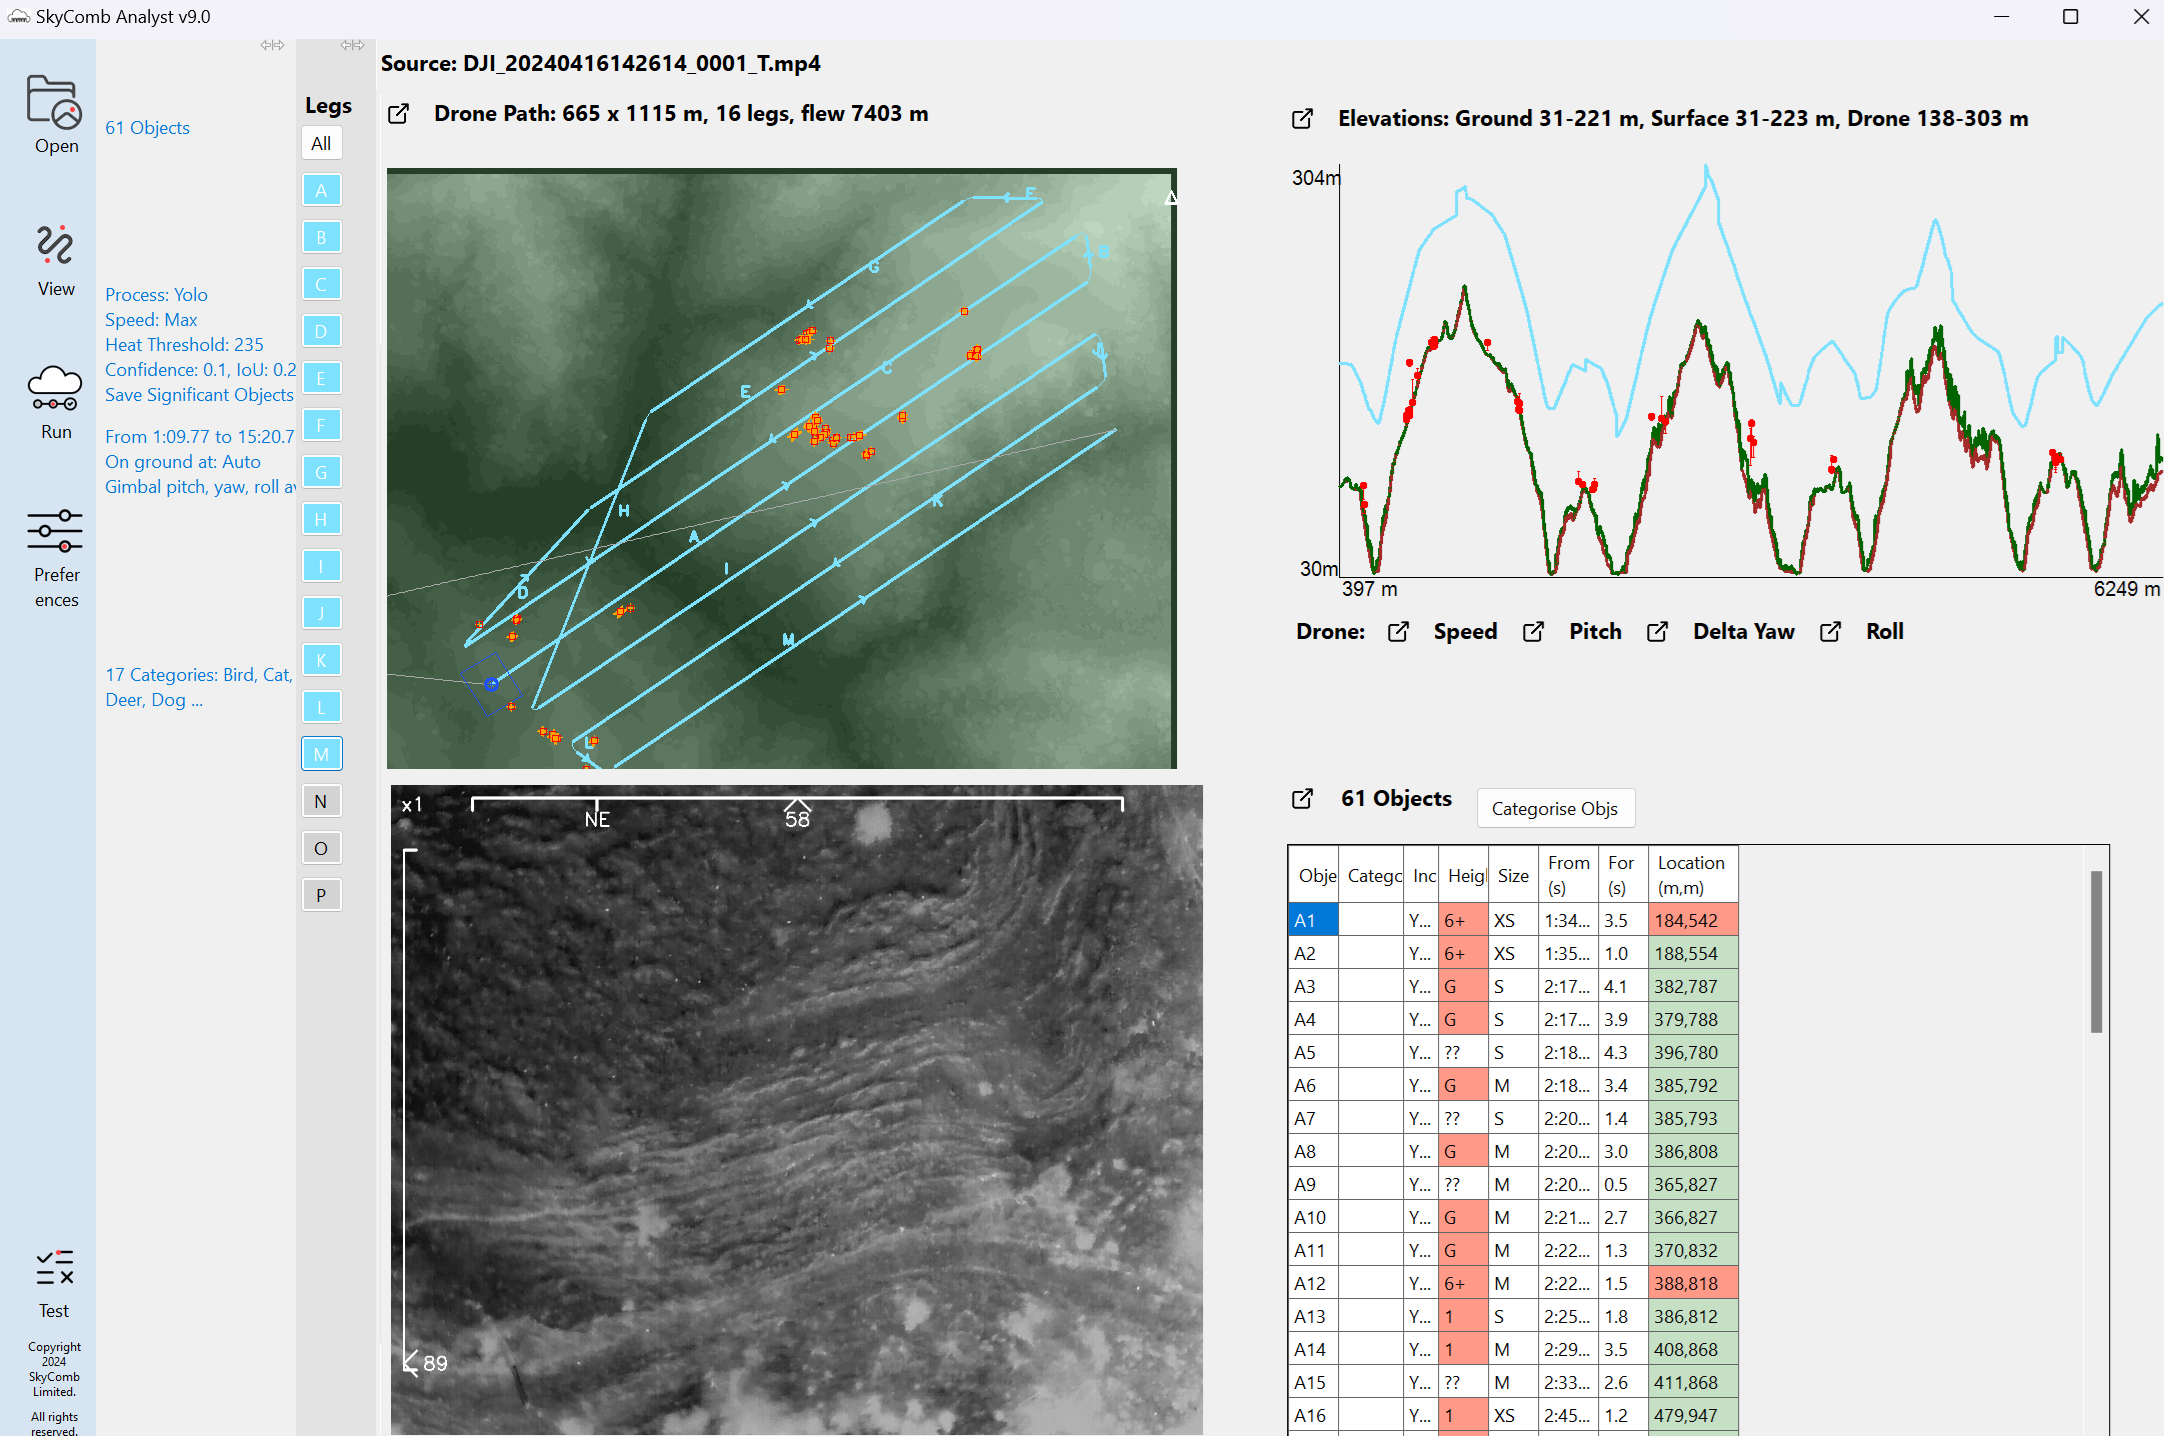 SkyComb Analyst v9.0
Open
View
Run
Prefer
ences
Test
Copyright
2024
SkyComb
Limited.
All rights
reserved.
61 Objects
Process: Yolo
Speed: Max
Heat Threshold: 235
Confidence: 0.1, IoU: 0.2
Save Significant Objects
From 1:09.77 to 15:20.7
On ground at: Auto
Gimbal pitch, yaw, roll av
17 Categories: Bird, Cat,
Deer, Dog ...
Legs
All
A
B
C
D
E
F
G
H
I
J
K
L
M
N
O
P
Source: DJI_20240416142614_0001_T.mp4
Drone Path: 665 x 1115 m, 16 legs, flew 7403 m
F
G
E
C
H
A
I
K
D
M
L
x1
NE
58
89
Elevations: Ground 31-221 m, Surface 31-223 m, Drone 138-303 m
304m
30m
397 m
6249 m
Drone: Speed Pitch Delta Yaw Roll
61 Objects
Categorise Objs
Obje Categc Inc Heigl Size From (s) For (s) Location (m,m)
A1 Y... 6+ XS 1:34... 3.5 184,542
A2 Y... 6+ XS 1:35... 1.0 188,554
A3 Y... G S 2:17... 4.1 382,787
A4 Y... G S 2:17... 3.9 379,788
A5 Y... ?? S 2:18... 4.3 396,780
A6 Y... G M 2:18... 3.4 385,792
A7 Y... ?? S 2:20... 1.4 385,793
A8 Y... G M 2:20... 3.0 386,808
A9 Y... ?? M 2:20... 0.5 365,827
A10 Y... G M 2:21... 2.7 366,827
A11 Y... G M 2:22... 1.3 370,832
A12 Y... 6+ M 2:22... 1.5 388,818
A13 Y... 1 S 2:25... 1.8 386,812
A14 Y... 1 M 2:29... 3.5 408,868
A15 Y... ?? M 2:33... 2.6 411,868
A16 Y... 1 XS 2:45... 1.2 479,947